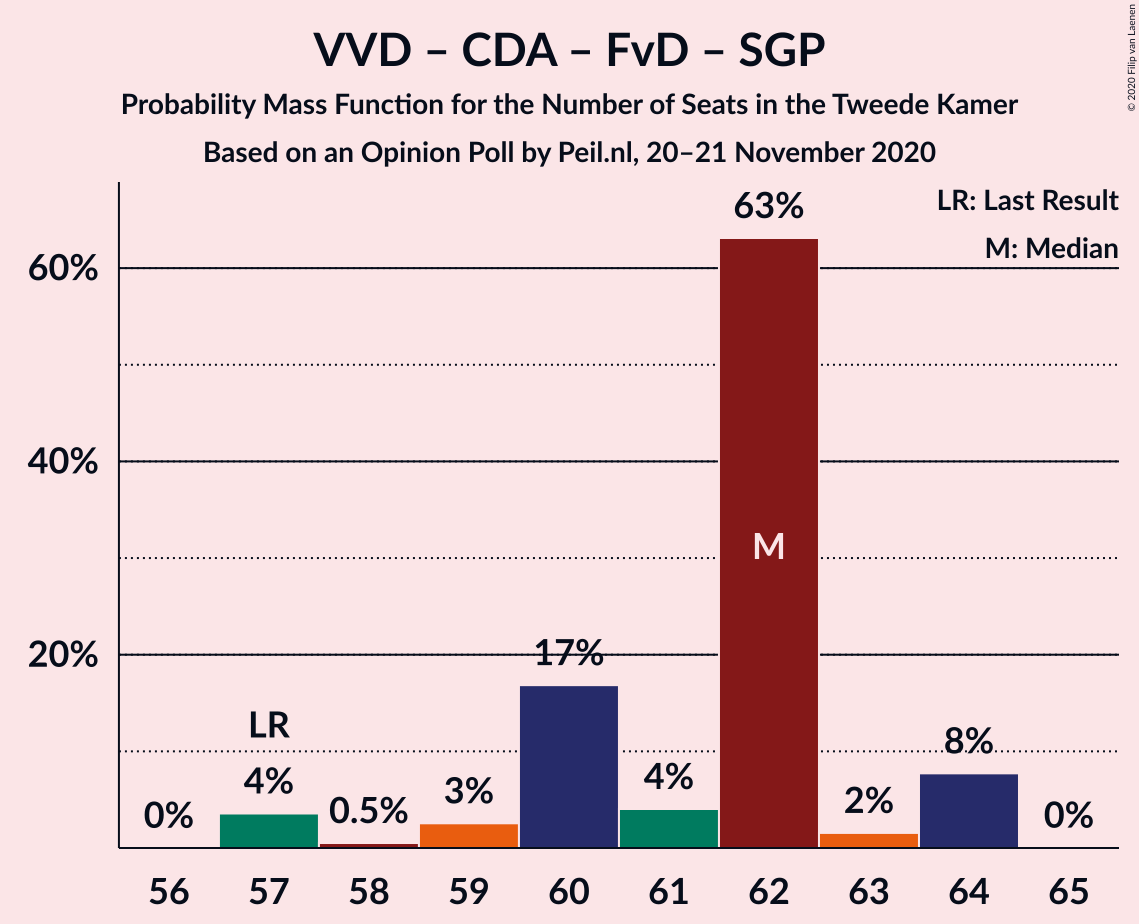 VVD – CDA – FvD – SGP
Probability Mass Function for the Number of Seats in the Tweede Kamer
Based on an Opinion Poll by Peil.nl, 20–21 November 2020
© 2020 Filip van Laenen
LR: Last Result
M: Median
60%
40%
20%
0%
LR
4%
0.5%
3%
17%
4%
63%
M
2%
8%
0%
56 57 58 59 60 61 62 63 64 65